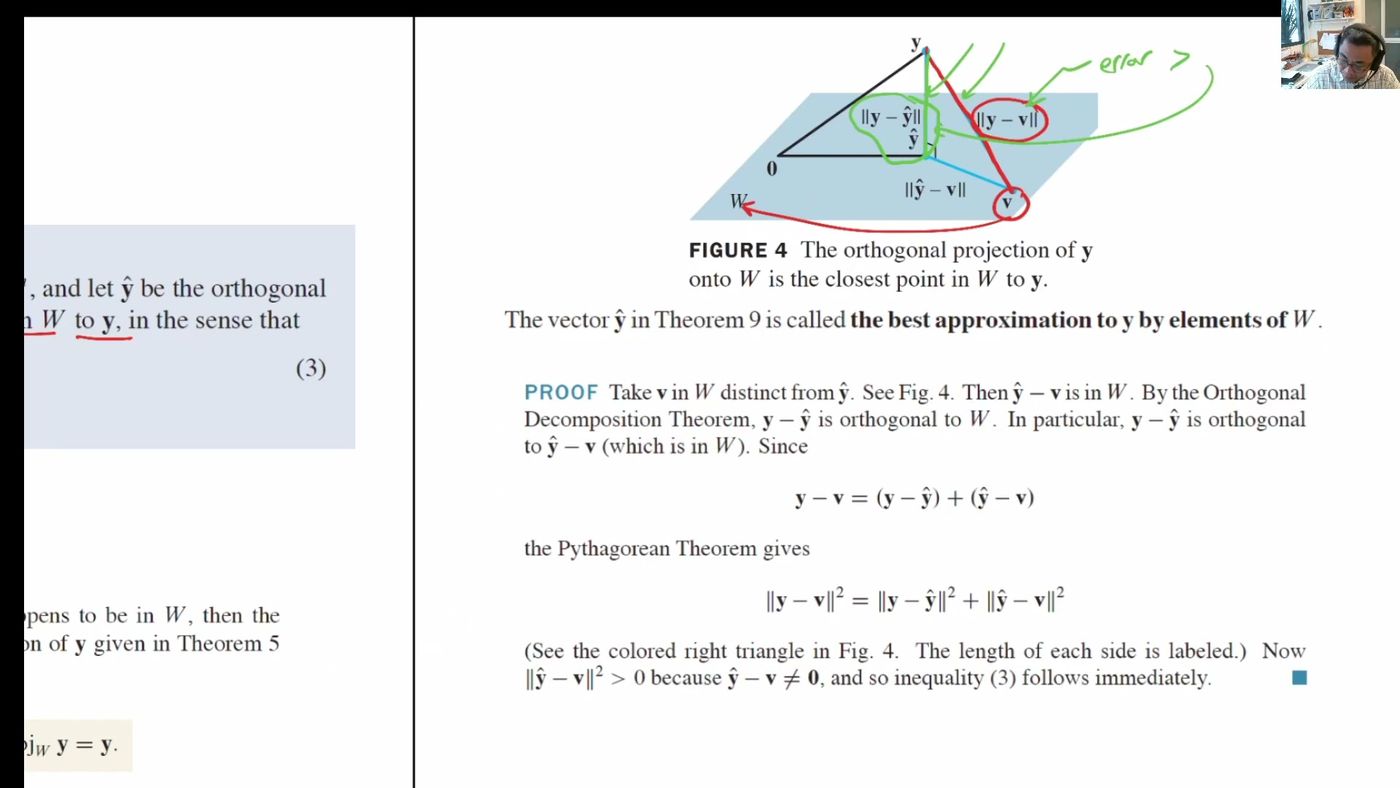 , and let ŷ be the orthogonal
n W to y, in the sense that
(3)
opens to be in W, then the
on of y given in Theorem 5
oj_W y = y.
y
error >
‖y − ŷ‖
‖y − v‖
ŷ
0
‖ŷ − v‖
v
W
FIGURE 4 The orthogonal projection of y
onto W is the closest point in W to y.
The vector ŷ in Theorem 9 is called the best approximation to y by elements of W.
PROOF Take v in W distinct from ŷ. See Fig. 4. Then ŷ − v is in W. By the Orthogonal
Decomposition Theorem, y − ŷ is orthogonal to W. In particular, y − ŷ is orthogonal
to ŷ − v (which is in W). Since
y − v = (y − ŷ) + (ŷ − v)
the Pythagorean Theorem gives
‖y − v‖² = ‖y − ŷ‖² + ‖ŷ − v‖²
(See the colored right triangle in Fig. 4. The length of each side is labeled.) Now
‖ŷ − v‖² > 0 because ŷ − v ≠ 0, and so inequality (3) follows immediately.